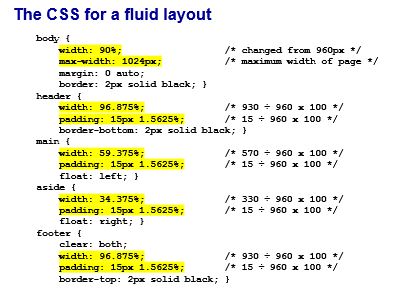 The CSS for a fluid layout
body {
width: 90%; /* changed from 960px */
max-width: 1024px; /* maximum width of page */
margin: 0 auto;
border: 2px solid black; }
header {
width: 96.875%; /* 930 ÷ 960 x 100 */
padding: 15px 1.5625%; /* 15 ÷ 960 x 100 */
border-bottom: 2px solid black; }
main {
width: 59.375%; /* 570 ÷ 960 x 100 */
padding: 15px 1.5625%; /* 15 ÷ 960 x 100 */
float: left; }
aside {
width: 34.375%; /* 330 ÷ 960 x 100 */
padding: 15px 1.5625%; /* 15 ÷ 960 x 100 */
float: right; }
footer {
clear: both;
width: 96.875%; /* 930 ÷ 960 x 100 */
padding: 15px 1.5625%; /* 15 ÷ 960 x 100 */
border-top: 2px solid black; }